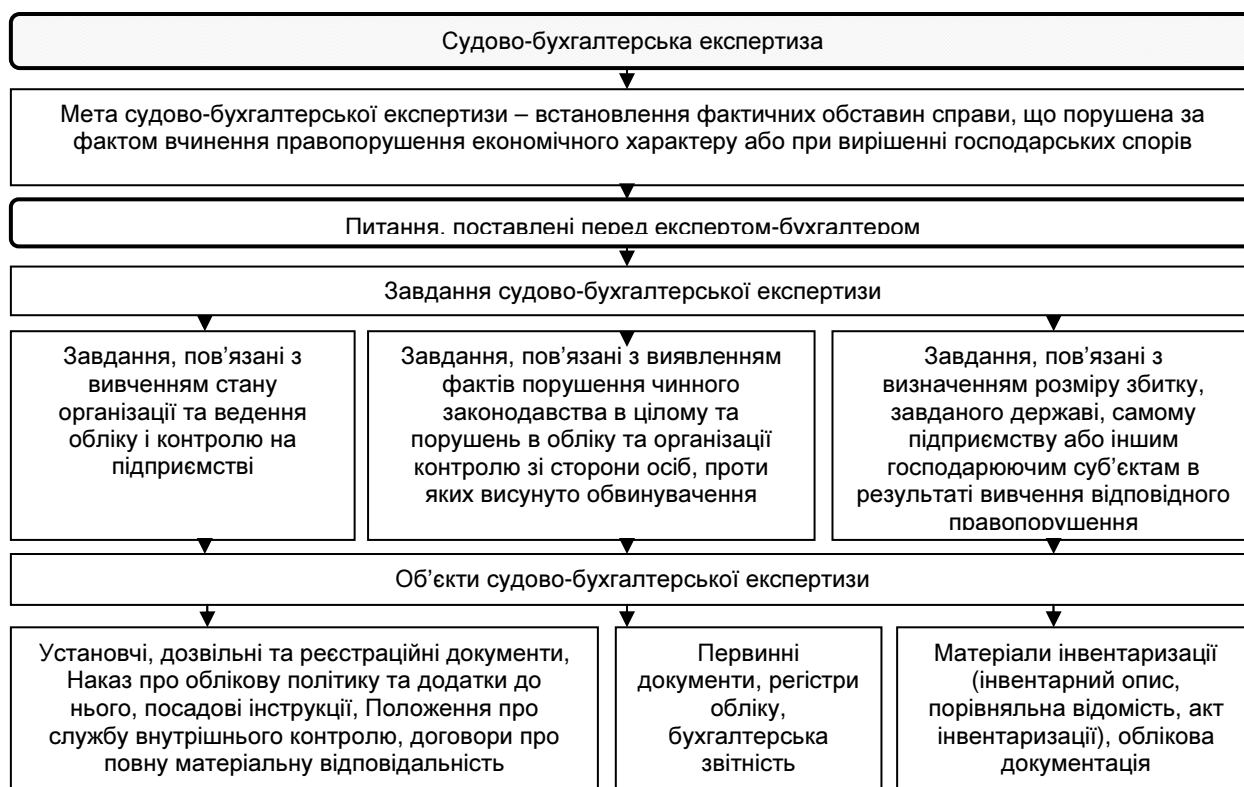 Судово-бухгалтерська експертиза
Мета судово-бухгалтерської експертизи – встановлення фактичних обставин справи, що порушена за
фактом вчинення правопорушення економічного характеру або при вирішенні господарських спорів
Питання, поставлені перед експертом-бухгалтером
Завдання судово-бухгалтерської експертизи
Завдання, пов’язані з
вивченням стану
організації та ведення
обліку і контролю на
підприємстві
Завдання, пов’язані з виявленням
фактів порушення чинного
законодавства в цілому та
порушень в обліку та організації
контролю зі сторони осіб, проти
яких висунуто обвинувачення
Завдання, пов’язані з
визначенням розміру збитку,
завданого державі, самому
підприємству або іншим
господарюючим суб’єктам в
результаті вивчення відповідного
правопорушення
Об’єкти судово-бухгалтерської експертизи
Установчі, дозвільні та реєстраційні документи,
Наказ про облікову політику та додатки до
нього, посадові інструкції, Положення про
службу внутрішнього контролю, договори про
повну матеріальну відповідальність
Первинні
документи, регістри
обліку,
бухгалтерська
звітність
Матеріали інвентаризації
(інвентарний опис,
порівняльна відомість, акт
інвентаризації), облікова
документація